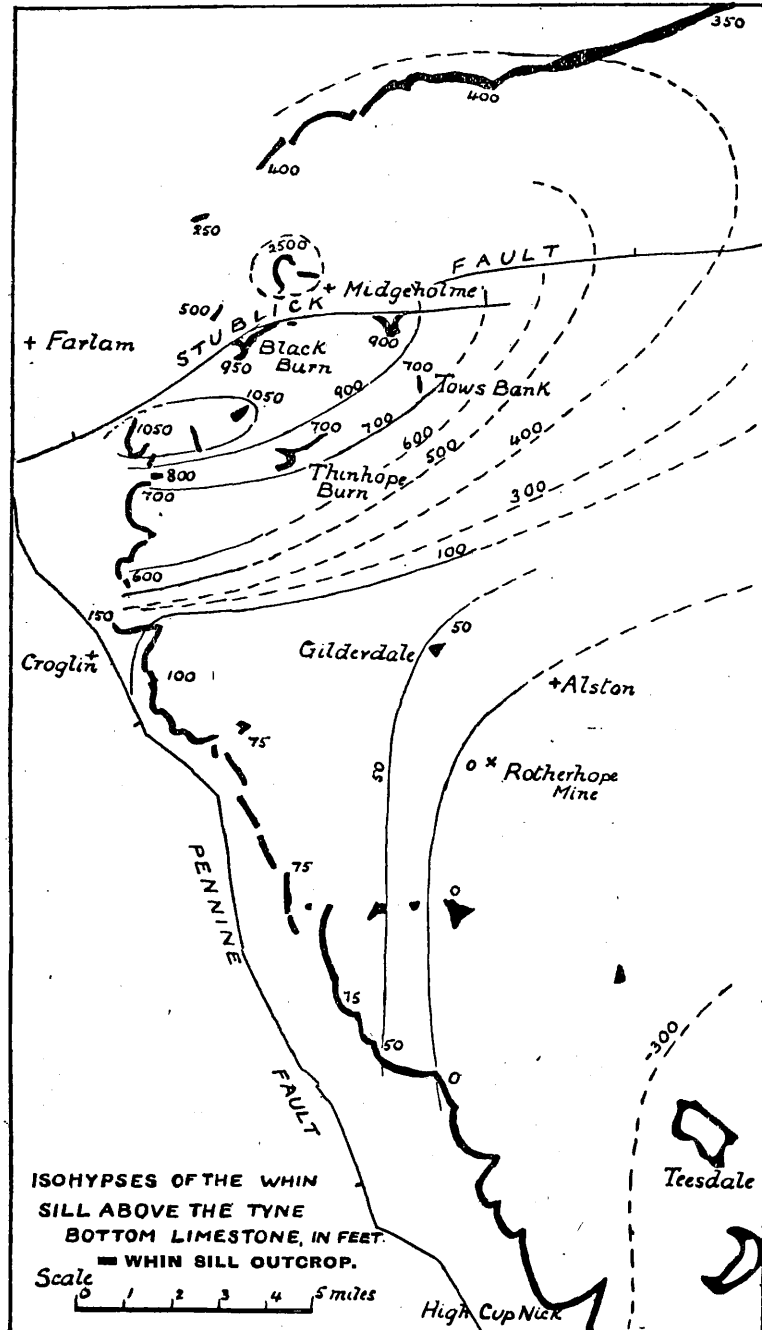 350
400
400
250
2500
FAULT
+ Midgeholme
500
STUBLICK
+ Farlam
900
Black
Burn
950
700
Tows Bank
900
1050
1050
700
700
600
500
400
800
Thinhope
Burn
700
300
100
600
150
50
Gilderdale
Croglin +
100
+Alston
75
50
0 x Rotherhope
Mine
PENNINE
75
0
75
50
-300
0
FAULT
ISOHYPSES OF THE WHIN
SILL ABOVE THE TYNE
BOTTOM LIMESTONE, IN FEET.
WHIN SILL OUTCROP.
Teesdale
Scale
0 1 2 3 4 5 miles
High Cup Nick